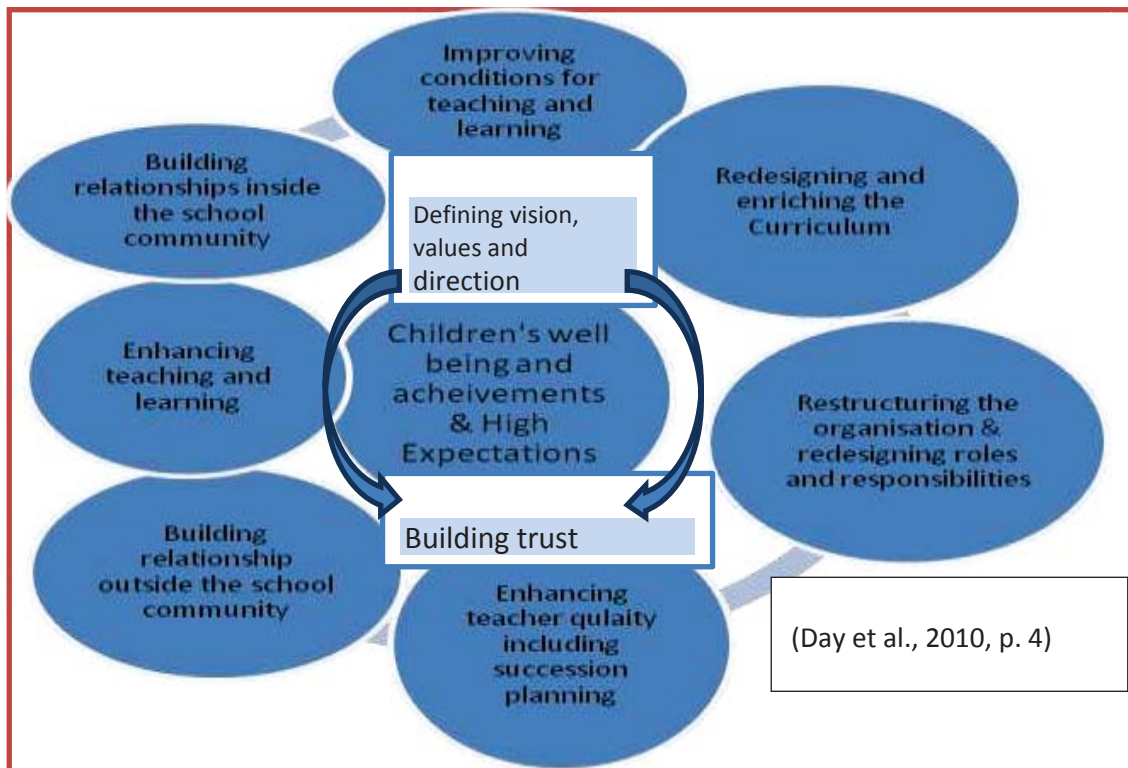 Improving
conditions for
teaching and
learning
Redesigning and
enriching the
Curriculum
Restructuring the
organisation &
redesigning roles
and responsibilities
Enhancing
teacher qulaity
including
succession
planning
Building
relationship
outside the school
community
Enhancing
teaching and
learning
Building
relationships inside
the school
community
Defining vision,
values and
direction
Children's well
being and
acheivements
& High
Expectations
Building trust
(Day et al., 2010, p. 4)